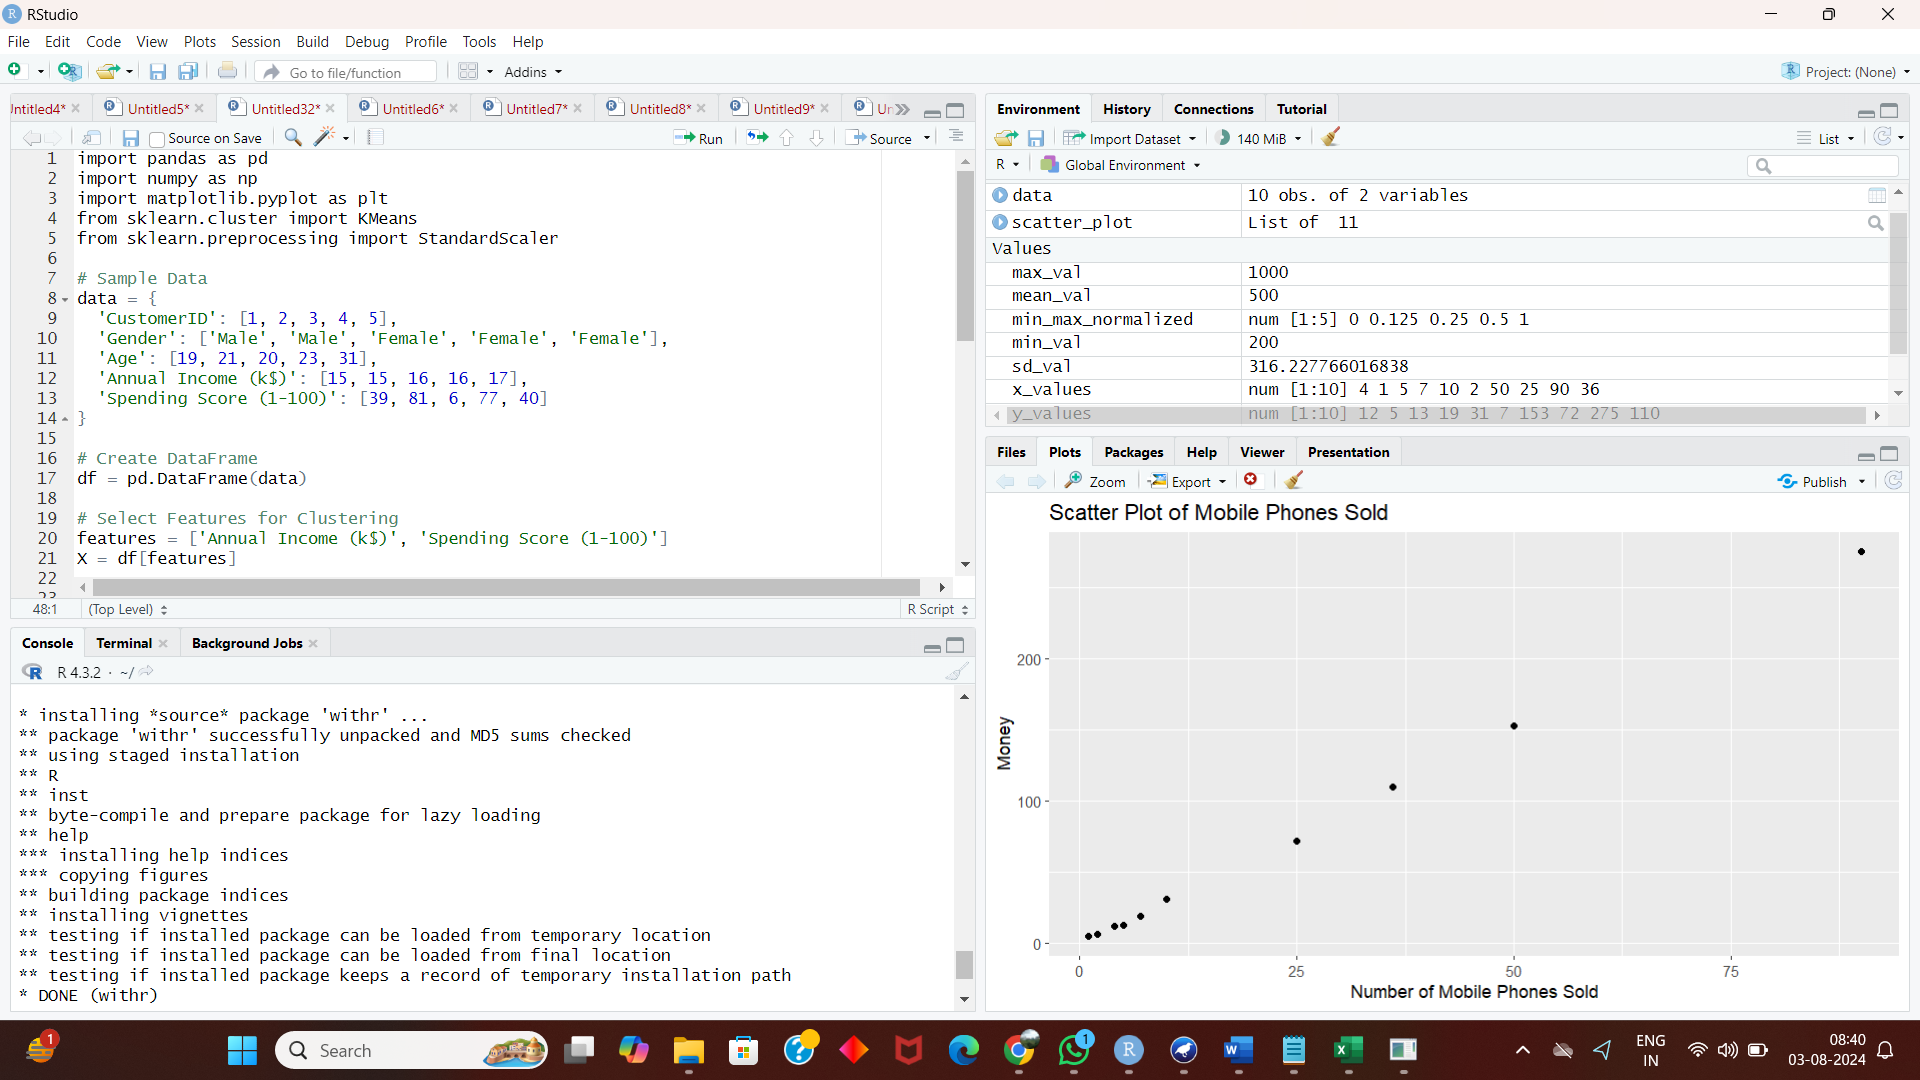 RStudio
File Edit Code View Plots Session Build Debug Profile Tools Help
Go to file/function Addins Project: (None)
Untitled5* Untitled32* Untitled6* Untitled7* Untitled8* Untitled9*
Source on Save Run Source
1 import pandas as pd
2 import numpy as np
3 import matplotlib.pyplot as plt
4 from sklearn.cluster import KMeans
5 from sklearn.preprocessing import StandardScaler
6
7 # Sample Data
8 data = {
9 'CustomerID': [1, 2, 3, 4, 5],
10 'Gender': ['Male', 'Male', 'Female', 'Female', 'Female'],
11 'Age': [19, 21, 20, 23, 31],
12 'Annual Income (k$)': [15, 15, 16, 16, 17],
13 'Spending Score (1-100)': [39, 81, 6, 77, 40]
14 }
15
16 # Create DataFrame
17 df = pd.DataFrame(data)
18
19 # Select Features for Clustering
20 features = ['Annual Income (k$)', 'Spending Score (1-100)']
21 X = df[features]
22
48:1 (Top Level) R Script
Console Terminal Background Jobs
R 4.3.2 · ~/
* installing *source* package 'withr' ...
** package 'withr' successfully unpacked and MD5 sums checked
** using staged installation
** R
** inst
** byte-compile and prepare package for lazy loading
** help
*** installing help indices
*** copying figures
** building package indices
** installing vignettes
** testing if installed package can be loaded from temporary location
** testing if installed package can be loaded from final location
** testing if installed package keeps a record of temporary installation path
* DONE (withr)
Environment History Connections Tutorial
Import Dataset 140 MiB List
R Global Environment
data 10 obs. of 2 variables
scatter_plot List of 11
Values
max_val 1000
mean_val 500
min_max_normalized num [1:5] 0 0.125 0.25 0.5 1
min_val 200
sd_val 316.227766016838
x_values num [1:10] 4 1 5 7 10 2 50 25 90 36
y_values num [1:10] 12 5 13 19 31 7 153 72 275 110
Files Plots Packages Help Viewer Presentation
Zoom Export Publish
Scatter Plot of Mobile Phones Sold
200
100
0
Money
0 25 50 75
Number of Mobile Phones Sold
1 Search 1 ENG 08:40
IN 03-08-2024